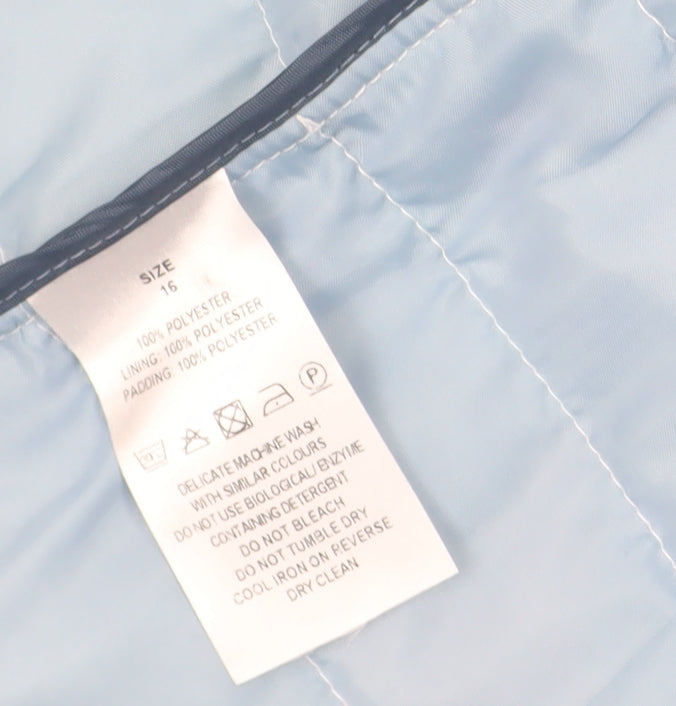 SIZE
16
100% POLYESTER
LINING: 100% POLYESTER
PADDING: 100% POLYESTER
P
DELICATE MACHINE WASH
WITH SIMILAR COLOURS
DO NOT USE BIOLOGICAL/ ENZYME
CONTAINING DETERGENT
DO NOT BLEACH
DO NOT TUMBLE DRY
COOL IRON ON REVERSE
DRY CLEAN